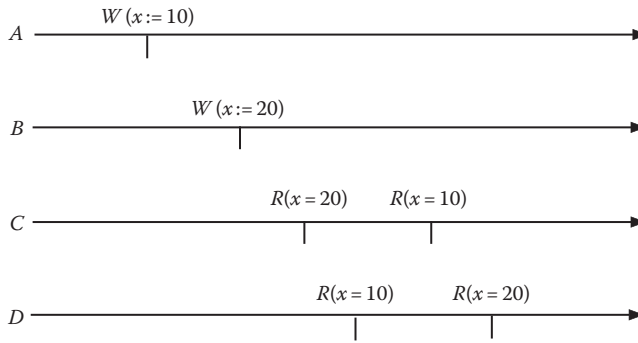 W (x := 10)
A
W (x := 20)
B
R(x = 20) R(x = 10)
C
R(x = 10) R(x = 20)
D